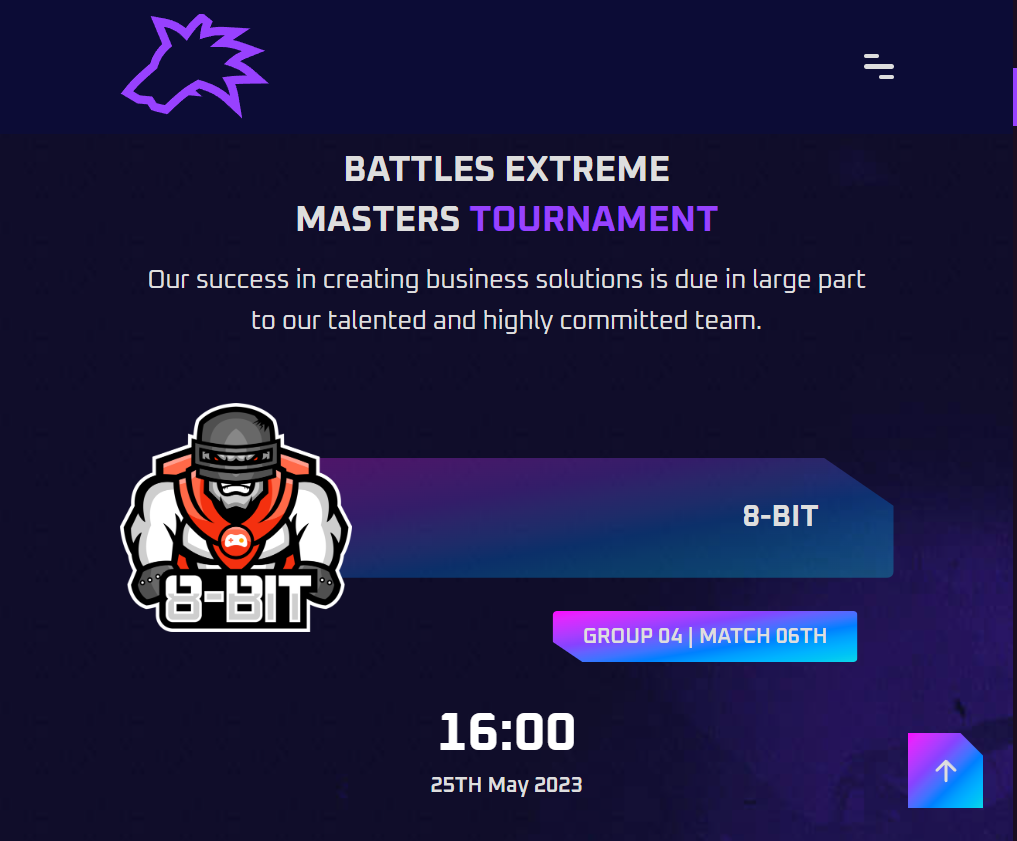 BATTLES EXTREME
MASTERS TOURNAMENT
Our success in creating business solutions is due in large part
to our talented and highly committed team.
8-BIT
8-BIT
GROUP 04 | MATCH 06TH
16:00
25TH May 2023